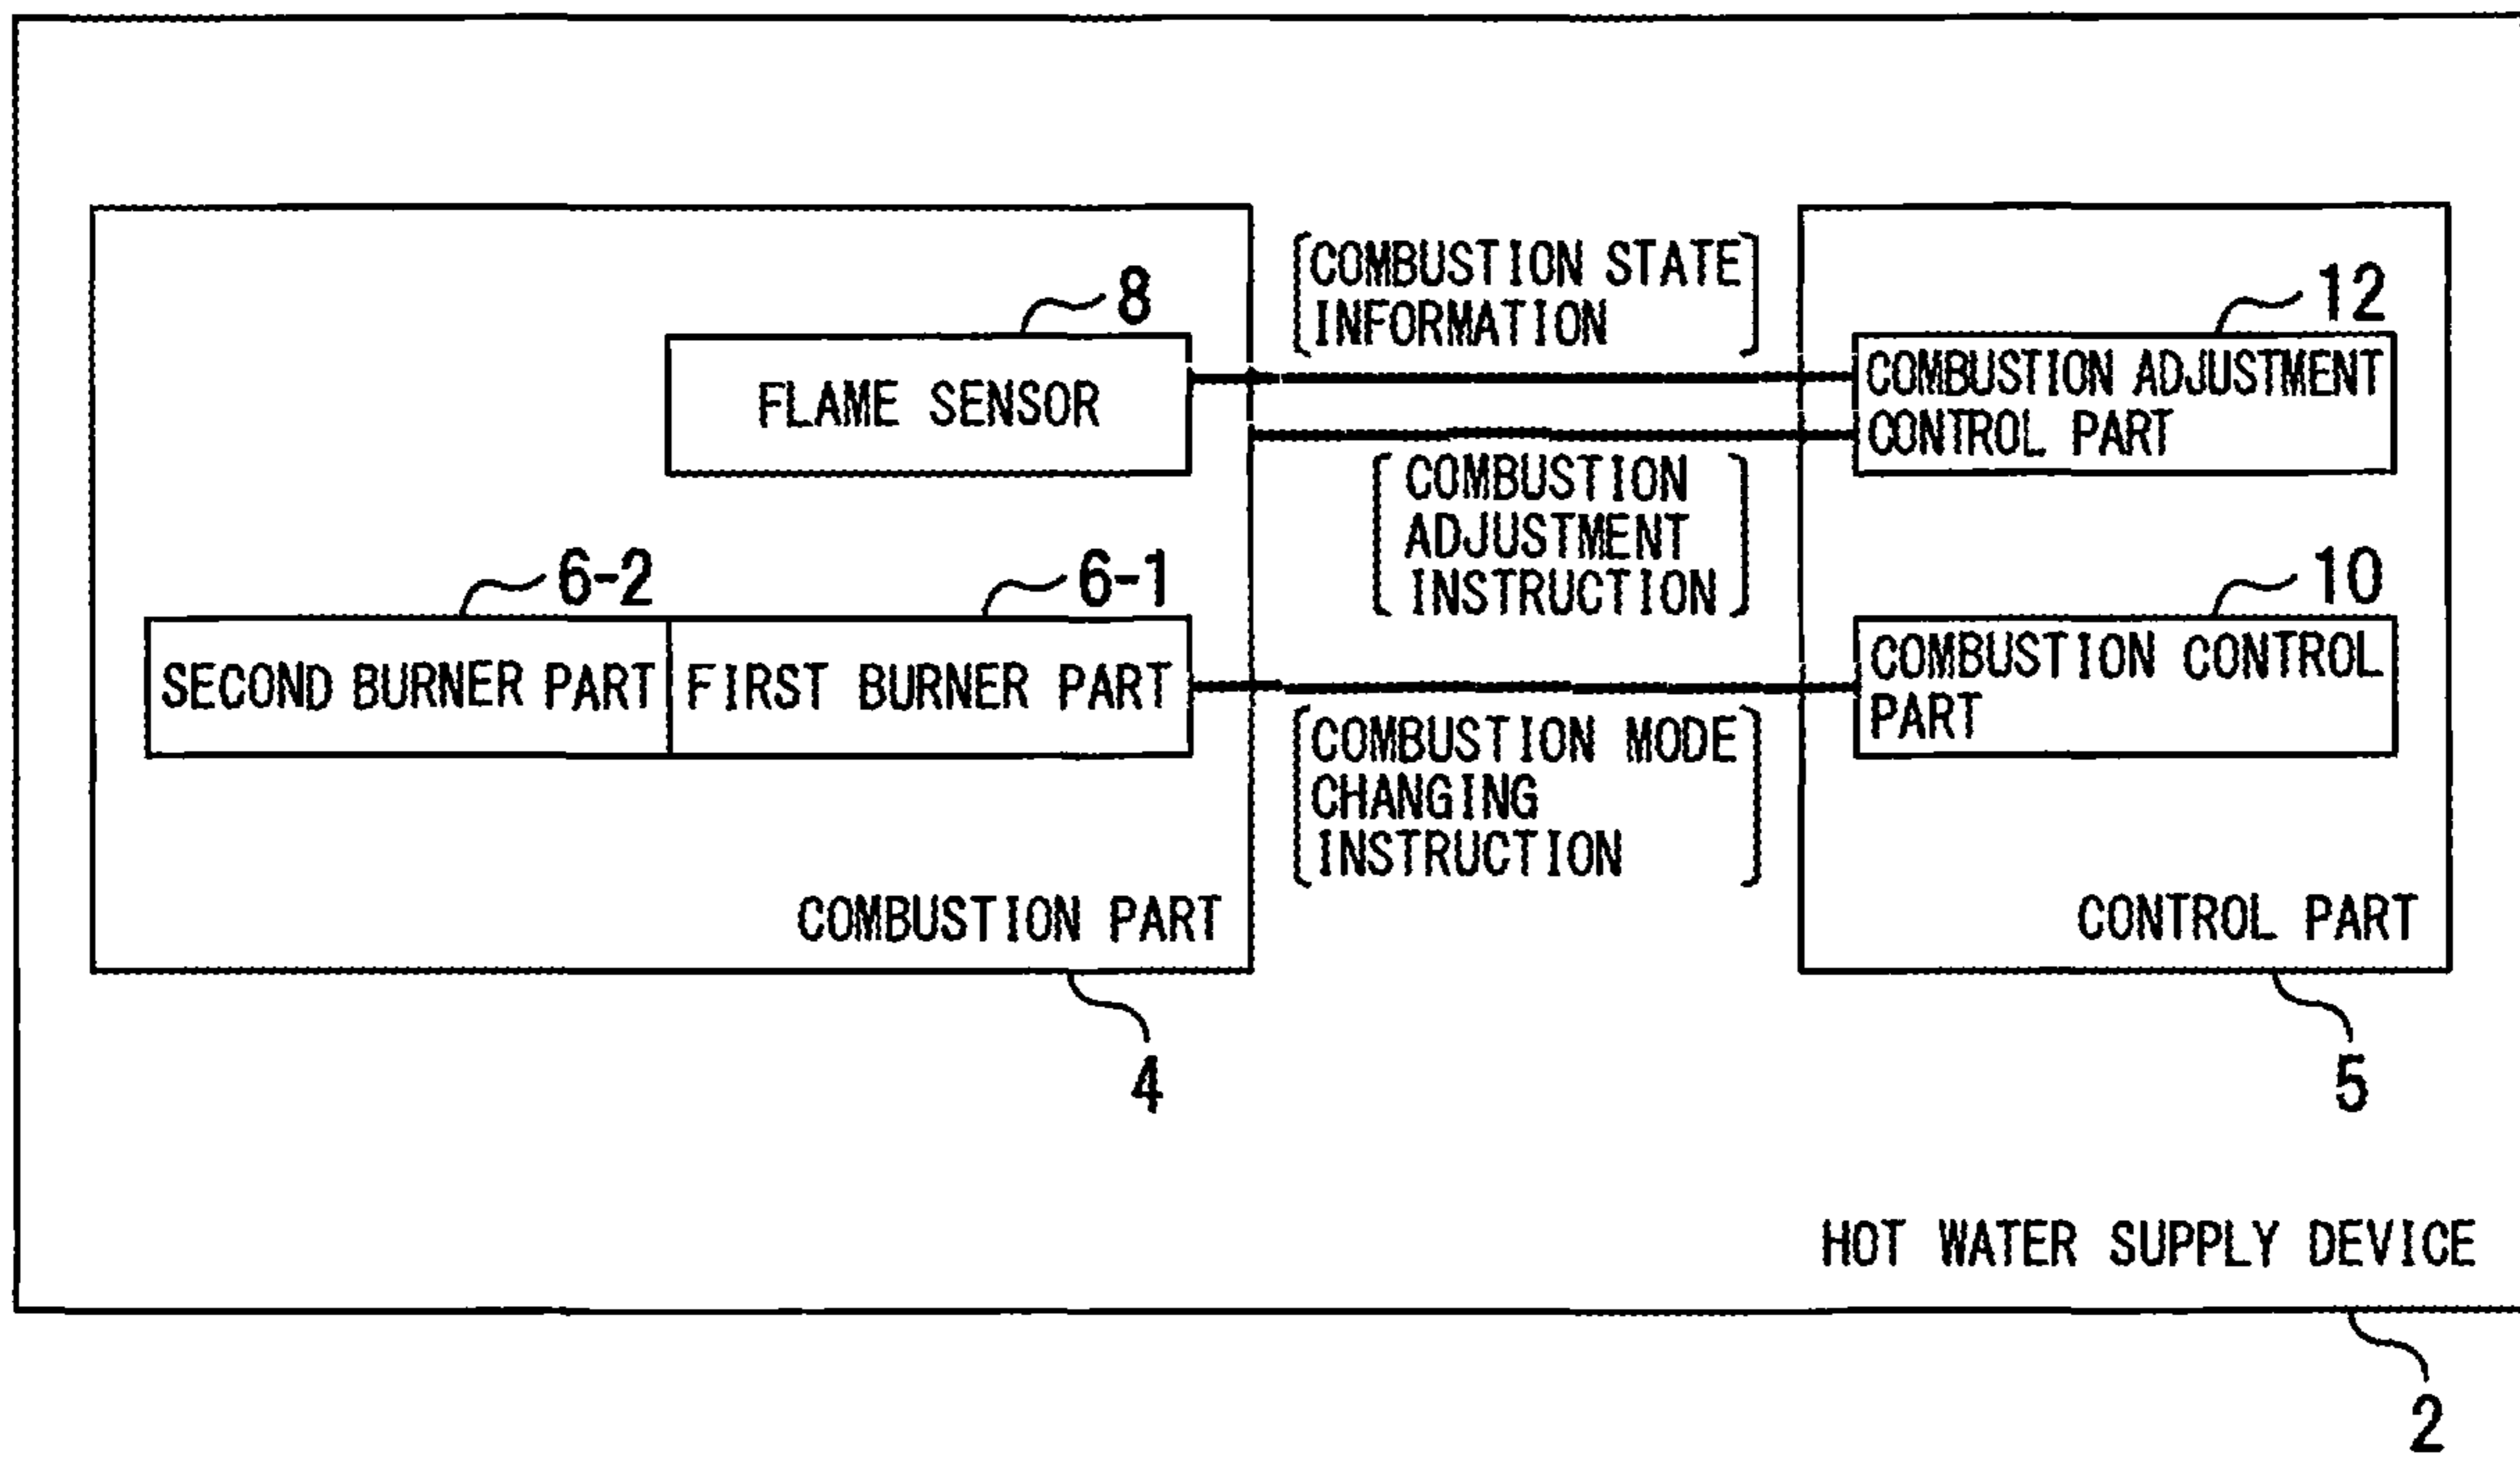 8
FLAME SENSOR
6-2
6-1
SECOND BURNER PART
FIRST BURNER PART
COMBUSTION PART
4
COMBUSTION STATE
INFORMATION
COMBUSTION
ADJUSTMENT
INSTRUCTION
COMBUSTION MODE
CHANGING
INSTRUCTION
12
COMBUSTION ADJUSTMENT
CONTROL PART
10
COMBUSTION CONTROL
PART
CONTROL PART
5
HOT WATER SUPPLY DEVICE
2